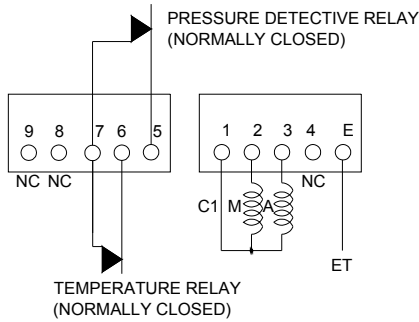 PRESSURE DETECTIVE RELAY
(NORMALLY CLOSED)
9 8 7 6 5
1 2 3 4 E
NC NC
NC
C1 M A
ET
TEMPERATURE RELAY
(NORMALLY CLOSED)